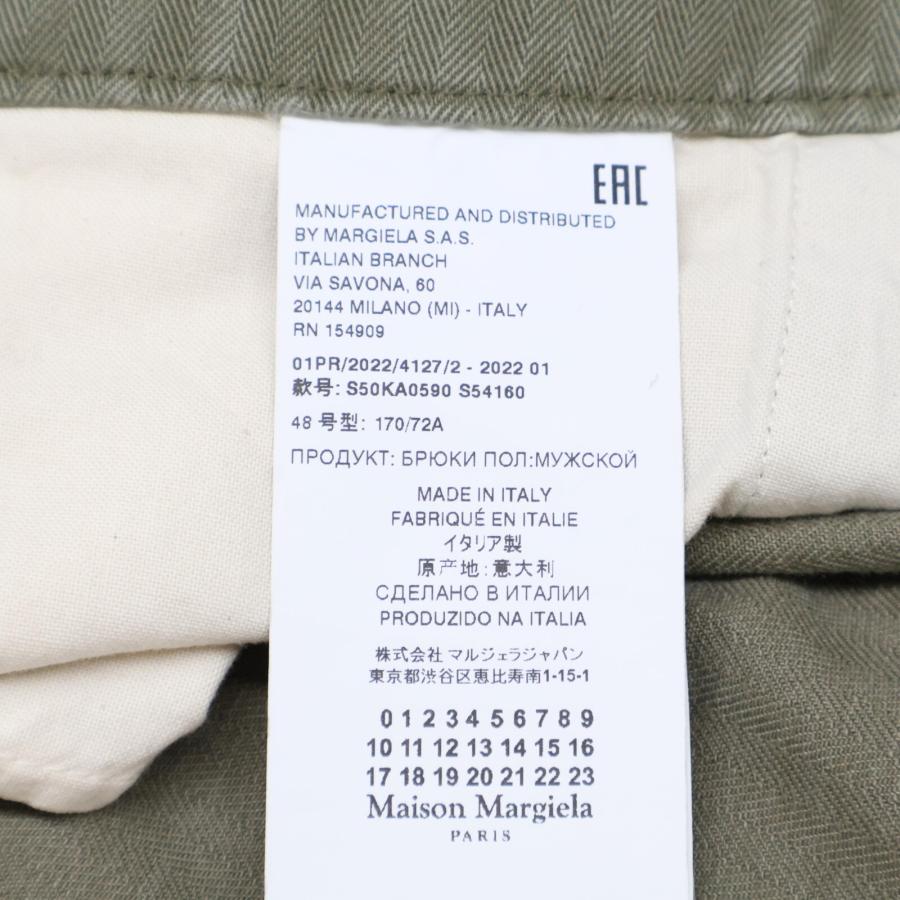 EAC
MANUFACTURED AND DISTRIBUTED
BY MARGIELA S.A.S.
ITALIAN BRANCH
VIA SAVONA, 60
20144 MILANO (MI) - ITALY
RN 154909
01PR/2022/4127/2 - 2022 01
款号: S50KA0590 S54160
48 号型: 170/72A
ПРОДУКТ: БРЮКИ ПОЛ:МУЖСКОЙ
MADE IN ITALY
FABRIQUÉ EN ITALIE
イタリア製
原产地:意大利
СДЕЛАНО В ИТАЛИИ
PRODUZIDO NA ITALIA
株式会社 マルジェラジャパン
東京都渋谷区恵比寿南1-15-1
0 1 2 3 4 5 6 7 8 9
10 11 12 13 14 15 16
17 18 19 20 21 22 23
Maison Margiela
PARIS